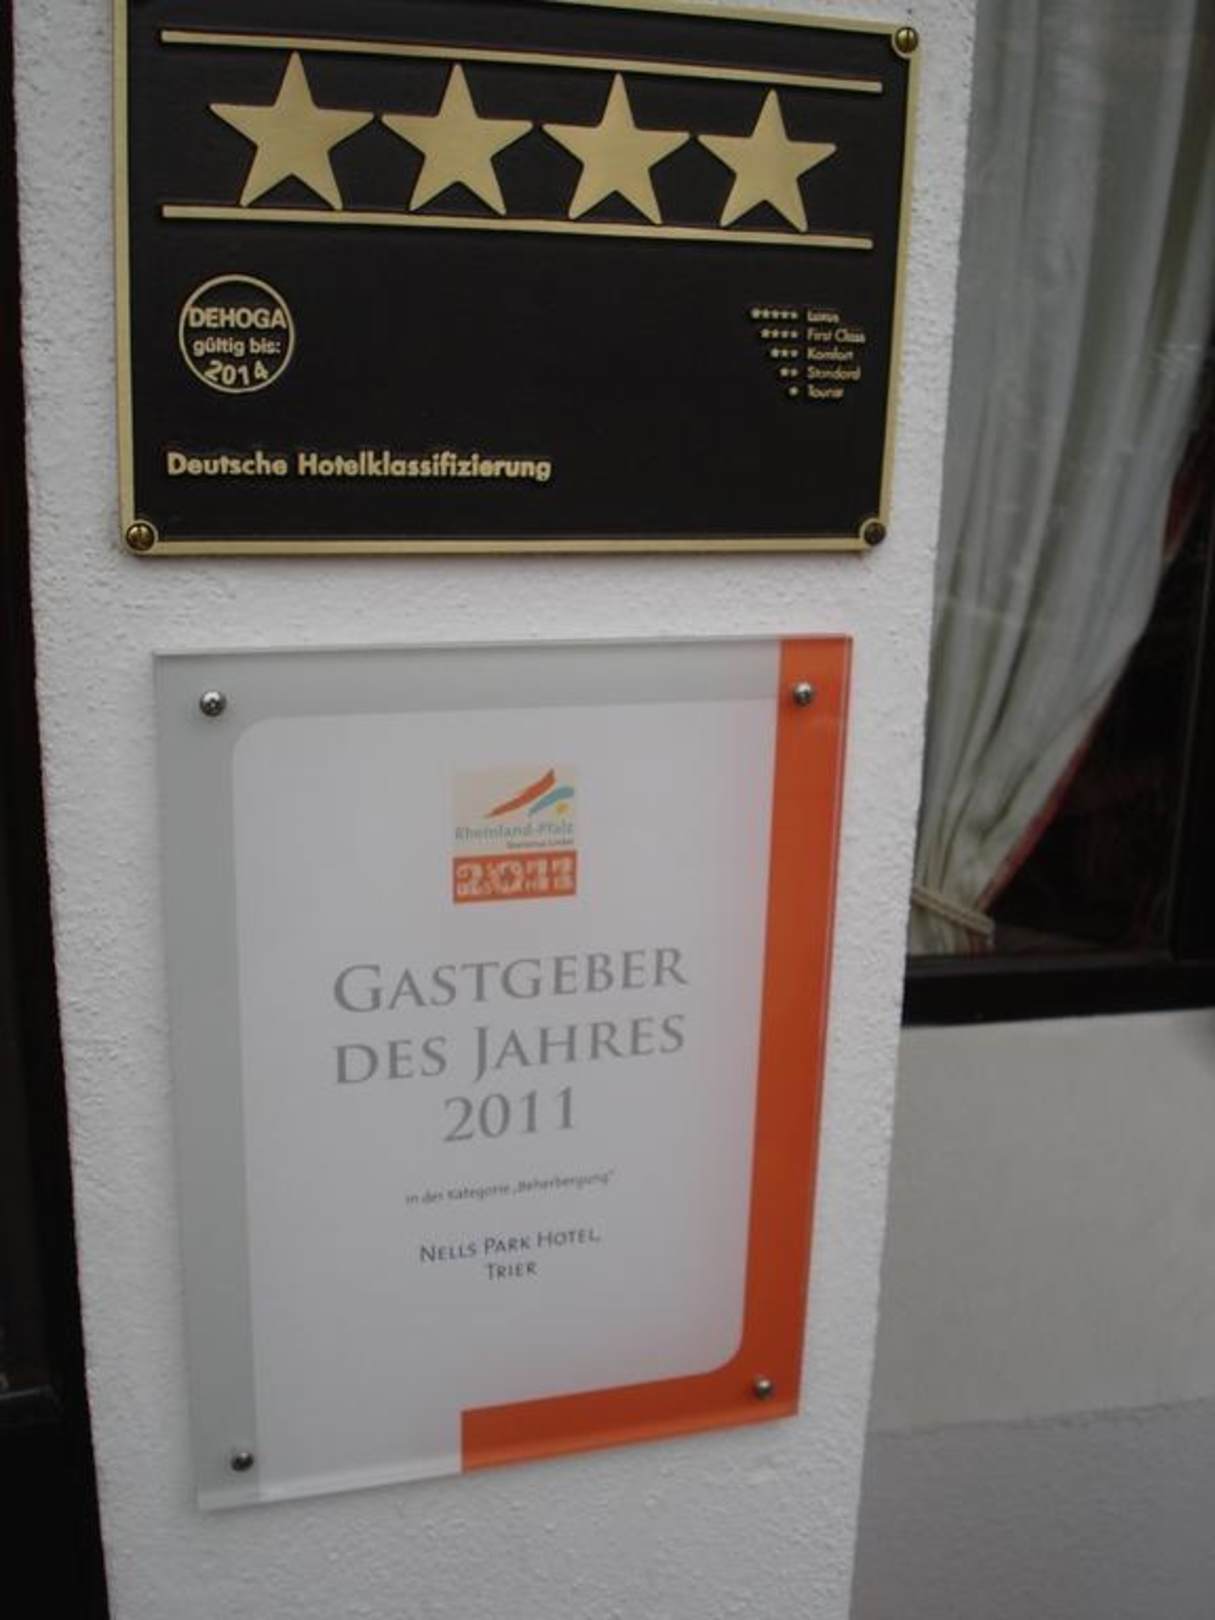 DEHOGA
gültig bis:
2014
***** Luxus
**** First Class
*** Komfort
** Standard
* Tourist
Deutsche Hotelklassifizierung
Rheinland-Pfalz
2011
GASTGEBER
DES JAHRES
2011
in der Kategorie „Beherbergung"
NELLS PARK HOTEL,
TRIER